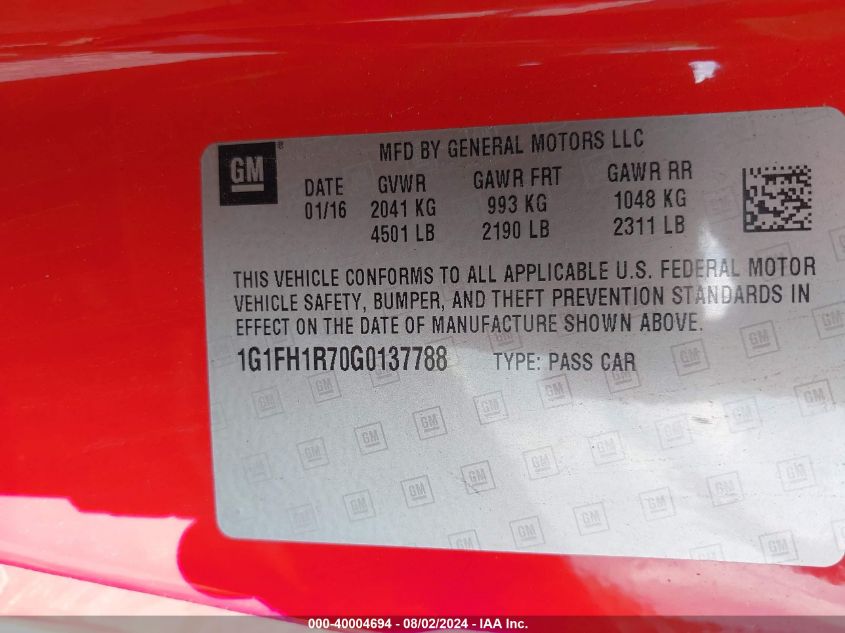 GM ®
MFD BY GENERAL MOTORS LLC
DATE GVWR GAWR FRT GAWR RR
01/16 2041 KG 993 KG 1048 KG
4501 LB 2190 LB 2311 LB
THIS VEHICLE CONFORMS TO ALL APPLICABLE U.S. FEDERAL MOTOR
VEHICLE SAFETY, BUMPER, AND THEFT PREVENTION STANDARDS IN
EFFECT ON THE DATE OF MANUFACTURE SHOWN ABOVE.
1G1FH1R70G0137788 TYPE: PASS CAR
000-40004694 - 08/02/2024 - IAA Inc.